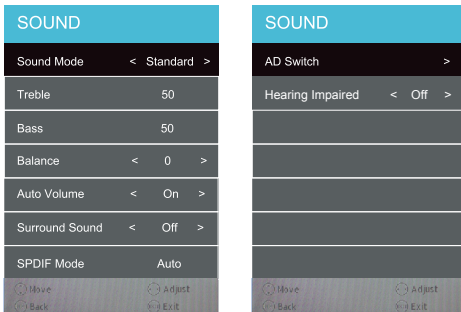 SOUND
Sound Mode < Standard >
Treble 50
Bass 50
Balance < 0 >
Auto Volume < On >
Surround Sound < Off >
SPDIF Mode Auto
Move Adjust
Back Exit
SOUND
AD Switch >
Hearing Impaired < Off >
Move Adjust
Back Exit